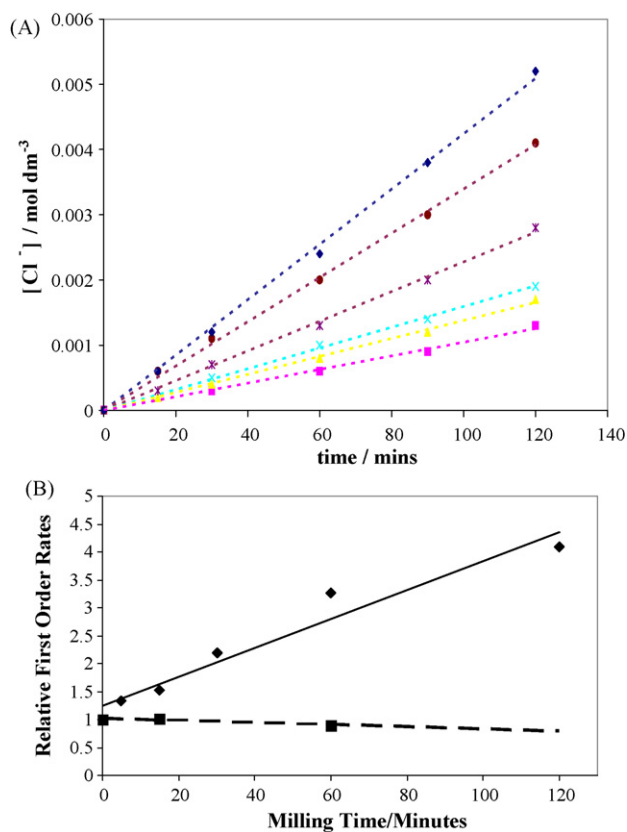 (A)
0.006
0.005
0.004
0.003
0.002
0.001
0
[Cl⁻] / mol dm⁻³
0 20 40 60 80 100 120 140
time / mins
(B)
5
4.5
4
3.5
3
2.5
2
1.5
1
0.5
0
Relative First Order Rates
0 20 40 60 80 100 120
Milling Time/Minutes